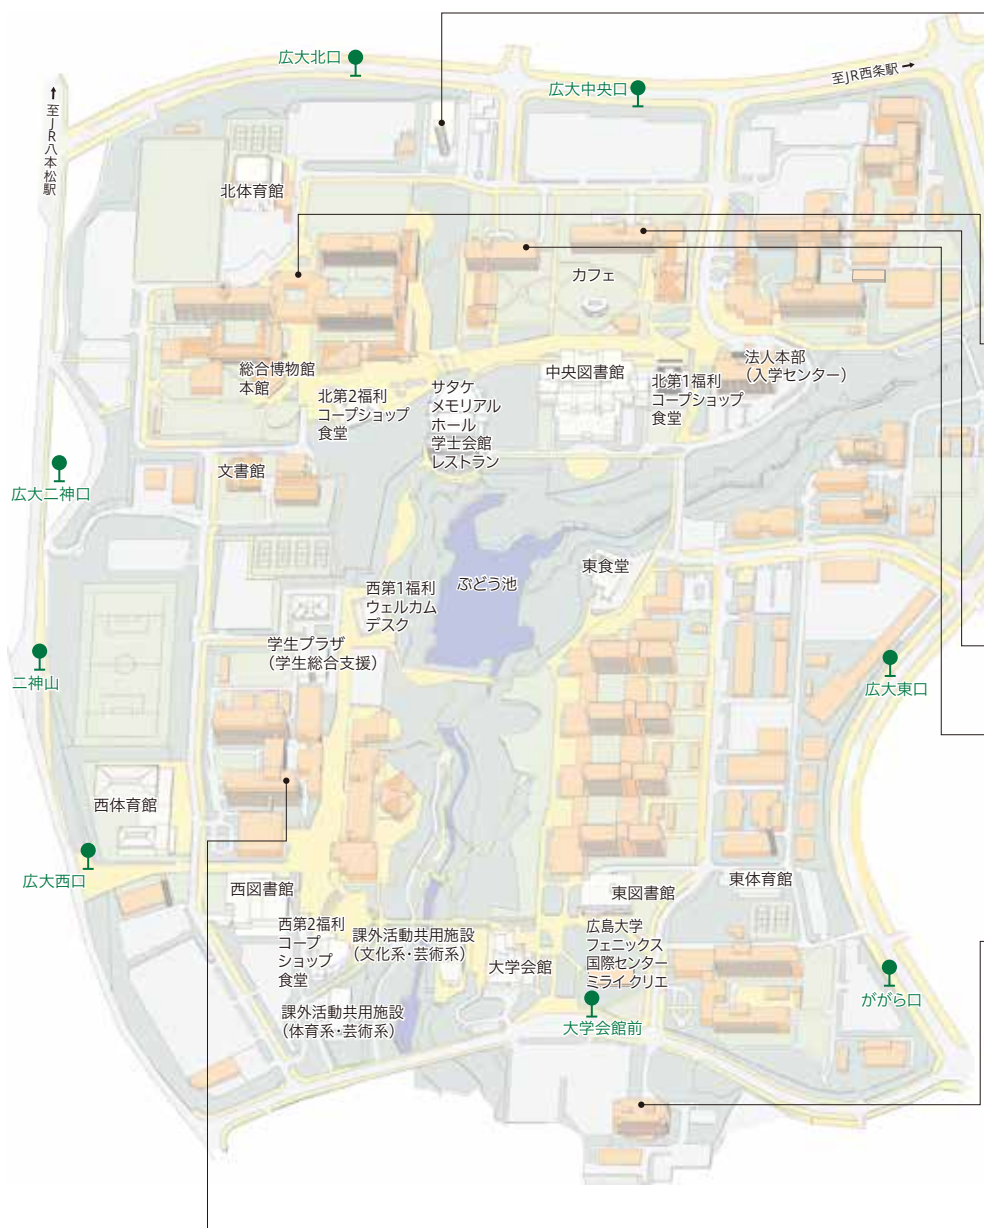 広大北口
広大中央口
至JR西条駅
至JR八本松駅
北体育館
カフェ
総合博物館
本館
北第2福利
コープショップ
食堂
サタケ
メモリアル
ホール
学士会館
レストラン
中央図書館
北第1福利
コープショップ
食堂
法人本部
（入学センター）
文書館
広大二神口
西第1福利
ウェルカム
デスク
ぶどう池
東食堂
学生プラザ
（学生総合支援）
二神山
広大東口
西体育館
広大西口
西図書館
西第2福利
コープ
ショップ
食堂
課外活動共用施設
（文化系・芸術系）
課外活動共用施設
（体育系・芸術系）
大学会館
東図書館
東体育館
広島大学
フェニックス
国際センター
ミライ クリエ
大学会館前
ががら口